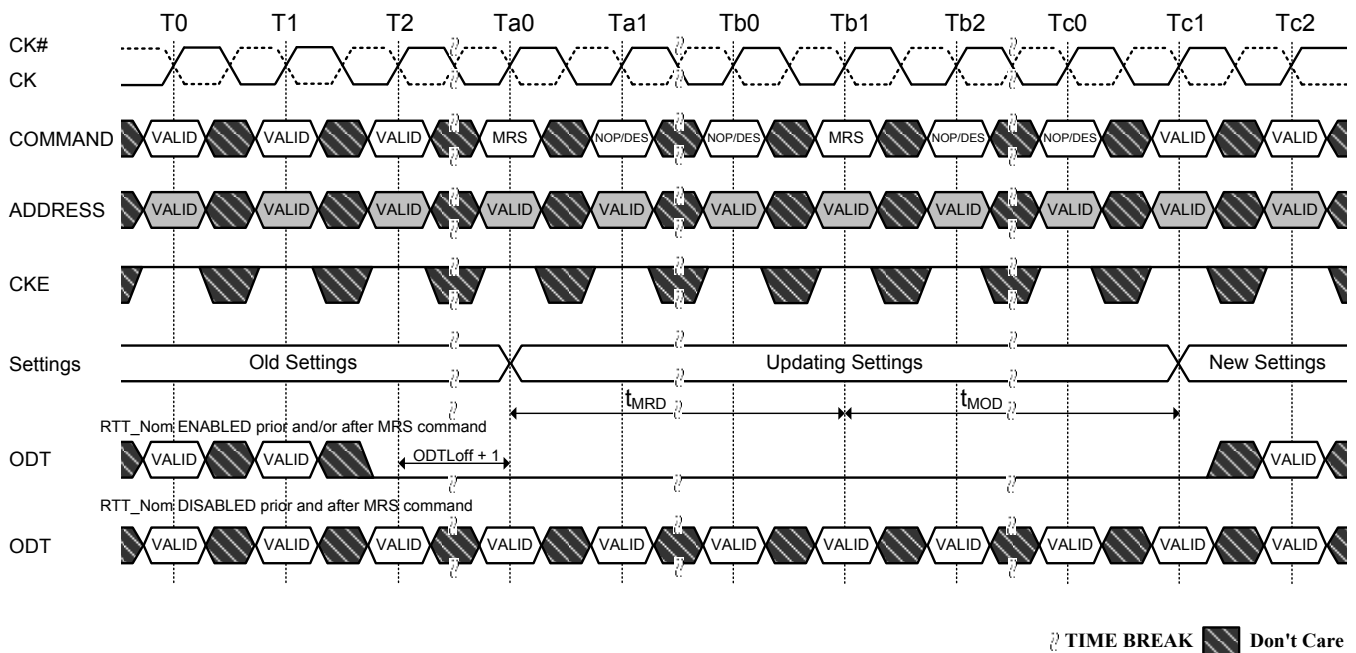 T0 T1 T2 Ta0 Ta1 Tb0 Tb1 Tb2 Tc0 Tc1 Tc2
CK#
CK
COMMAND VALID VALID VALID MRS NOP/DES NOP/DES MRS NOP/DES NOP/DES VALID VALID
ADDRESS VALID VALID VALID VALID VALID VALID VALID VALID VALID VALID VALID
CKE
Settings Old Settings Updating Settings New Settings
tMRD tMOD
RTT_Nom ENABLED prior and/or after MRS command
ODT VALID VALID ODTLoff + 1 VALID
RTT_Nom DISABLED prior and after MRS command
ODT VALID VALID VALID VALID VALID VALID VALID VALID VALID VALID VALID
TIME BREAK Don't Care